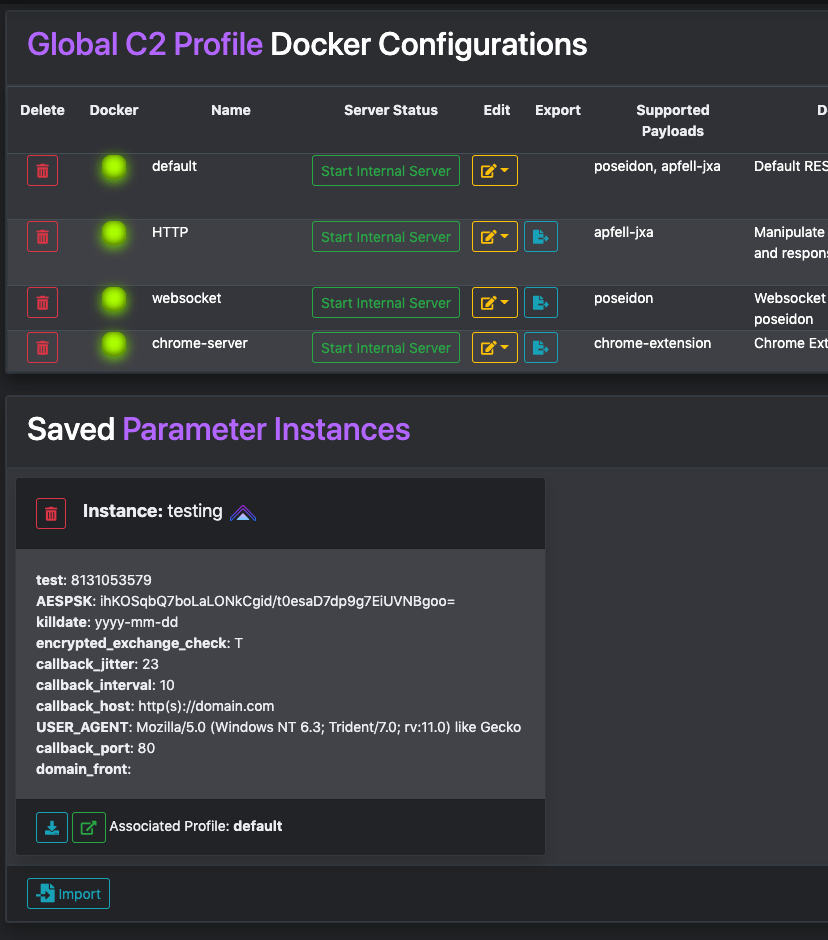 Global C2 Profile Docker Configurations
Delete Docker Name Server Status Edit Export Supported Payloads D
default Start Internal Server poseidon, apfell-jxa Default RES
HTTP Start Internal Server apfell-jxa Manipulate
and respons
websocket Start Internal Server poseidon Websocket
poseidon
chrome-server Start Internal Server chrome-extension Chrome Ext
Saved Parameter Instances
Instance: testing
test: 8131053579
AESPSK: ihKOSqbQ7boLaLONkCgid/t0esaD7dp9g7EiUVNBgoo=
killdate: yyyy-mm-dd
encrypted_exchange_check: T
callback_jitter: 23
callback_interval: 10
callback_host: http(s)://domain.com
USER_AGENT: Mozilla/5.0 (Windows NT 6.3; Trident/7.0; rv:11.0) like Gecko
callback_port: 80
domain_front:
Associated Profile: default
Import